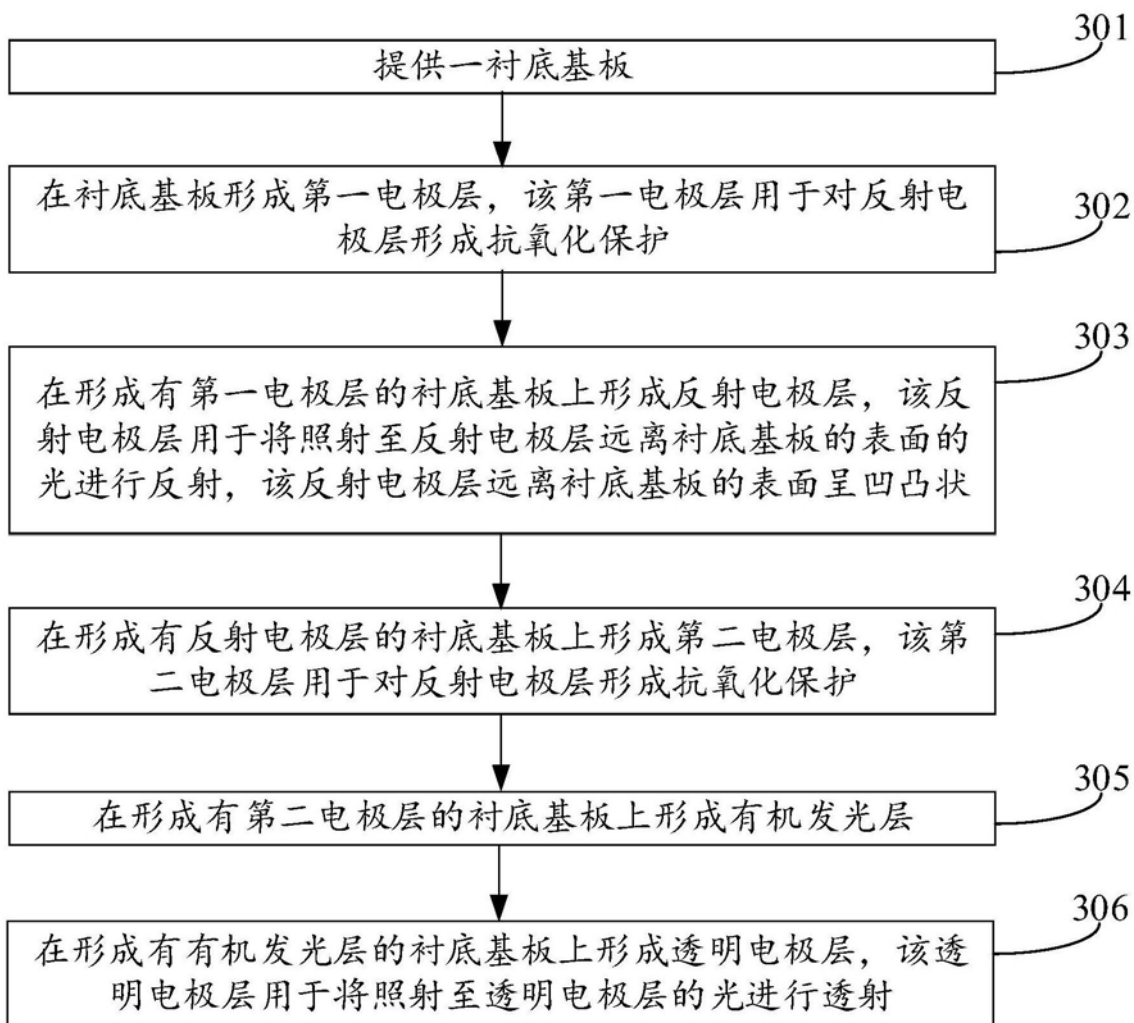 301
提供一衬底基板
302
在衬底基板形成第一电极层，该第一电极层用于对反射电
极层形成抗氧化保护
303
在形成有第一电极层的衬底基板上形成反射电极层，该反
射电极层用于将照射至反射电极层远离衬底基板的表面的
光进行反射，该反射电极层远离衬底基板的表面呈凹凸状
304
在形成有反射电极层的衬底基板上形成第二电极层，该第
二电极层用于对反射电极层形成抗氧化保护
305
在形成有第二电极层的衬底基板上形成有机发光层
306
在形成有有机发光层的衬底基板上形成透明电极层，该透
明电极层用于将照射至透明电极层的光进行透射